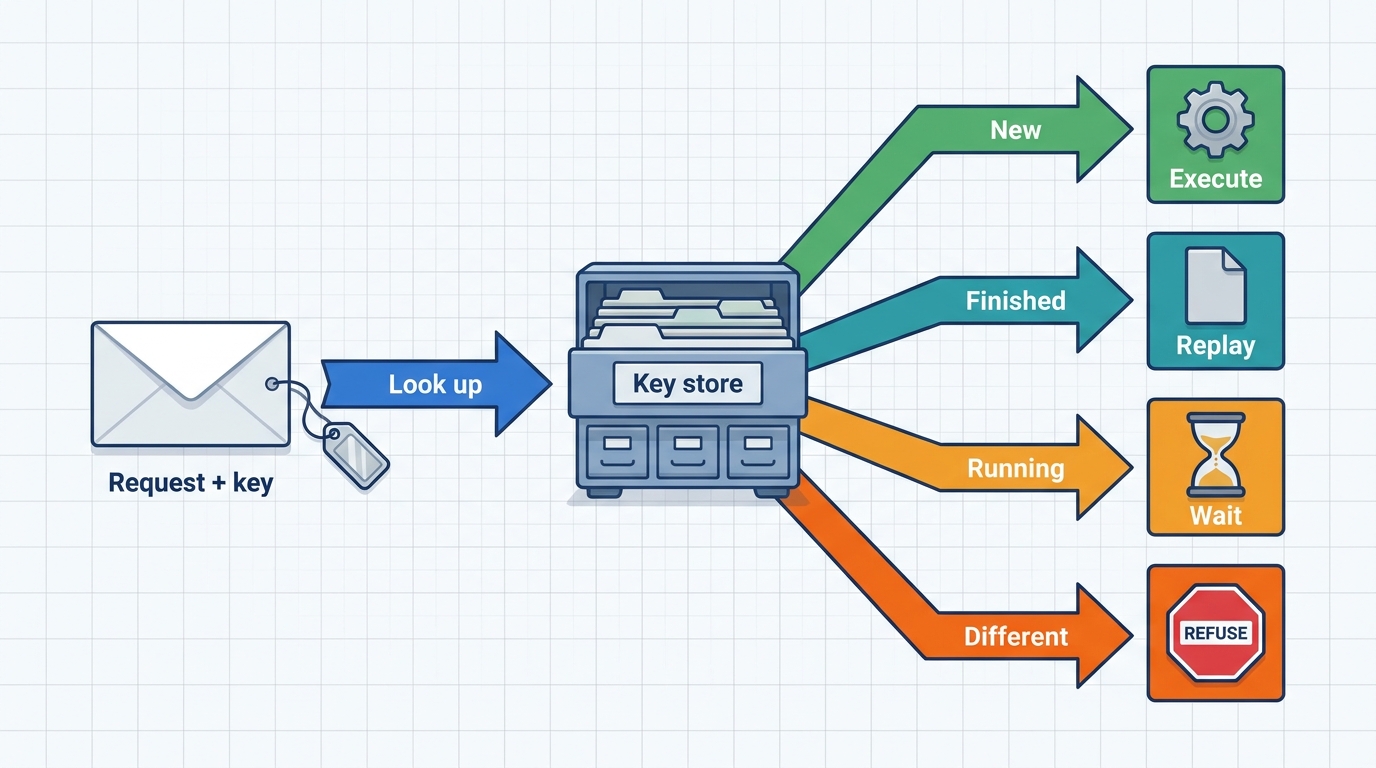 Request + key
Look up
Key store
New
Execute
Finished
Replay
Running
Wait
Different
REFUSE